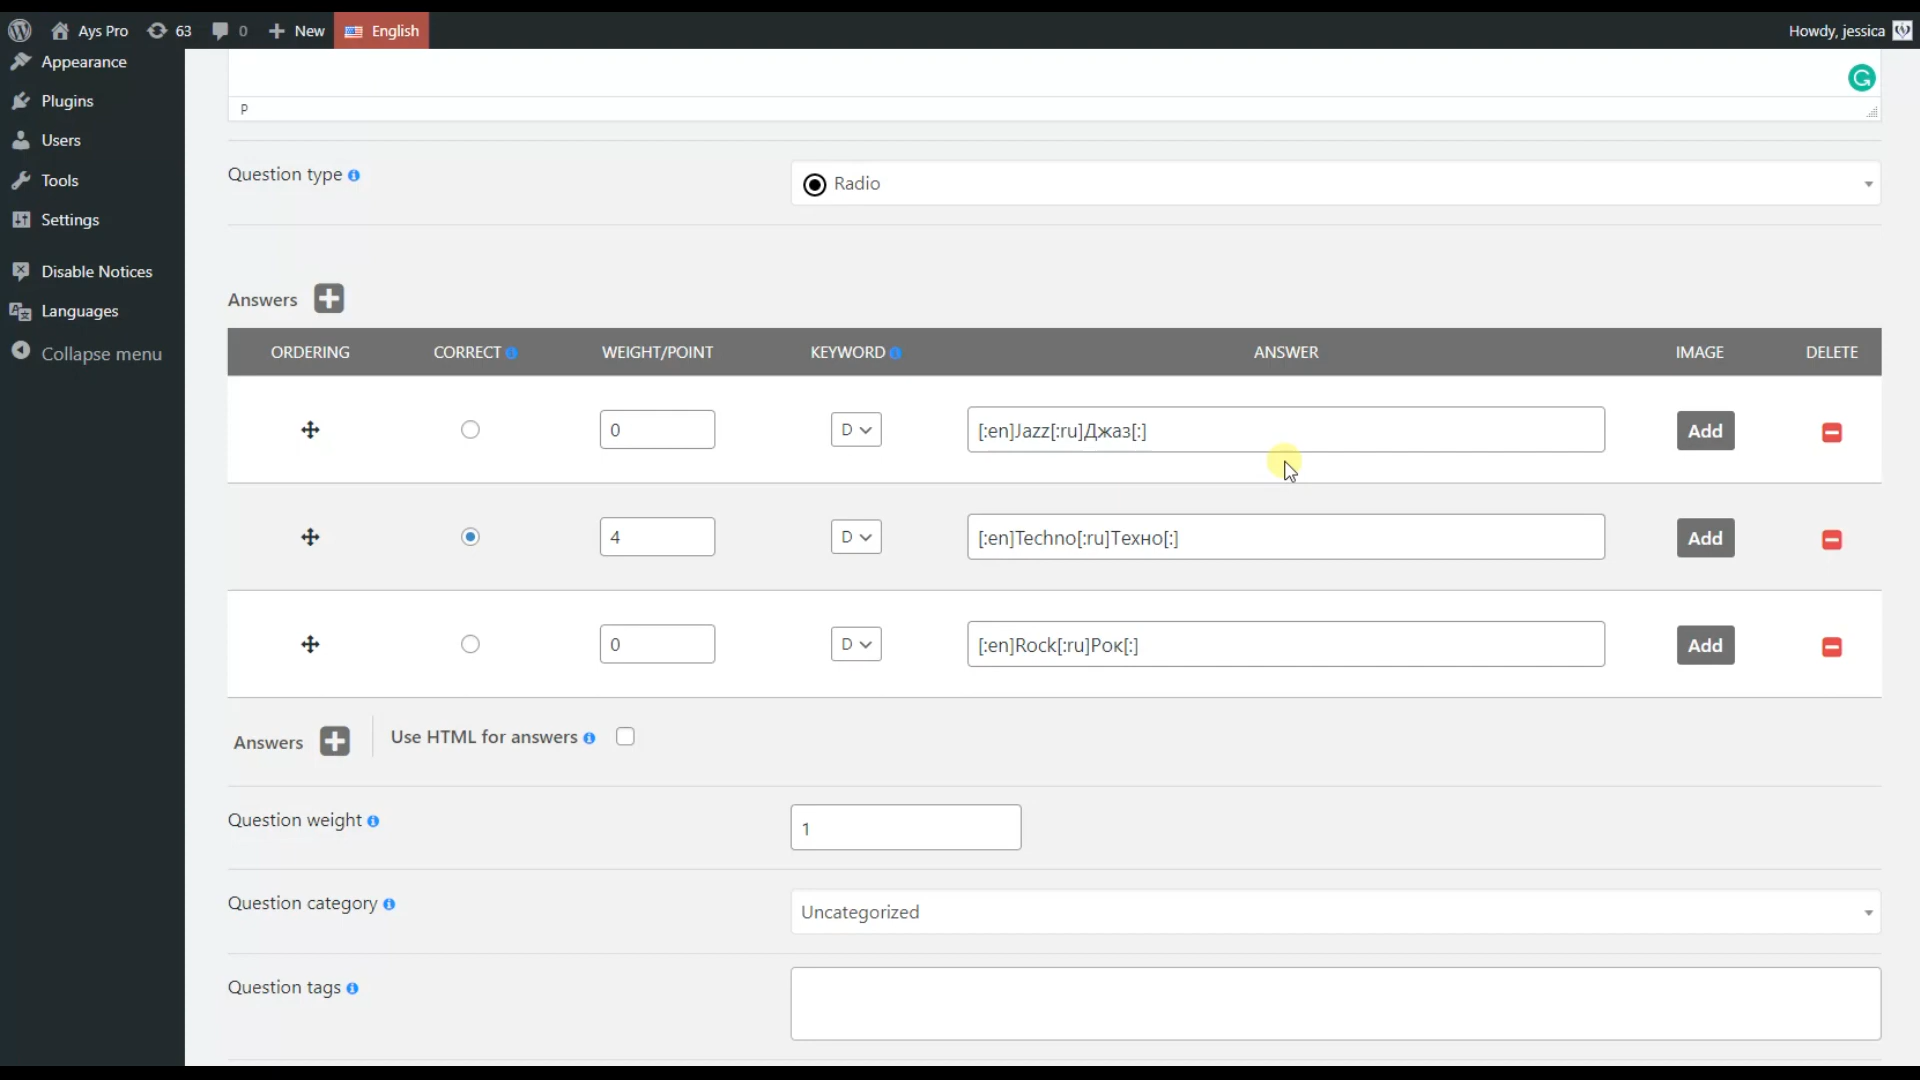 Ays Pro 63 0 New English Howdy, jessica
Appearance
Plugins
Users
Tools
Settings
Disable Notices
Languages
Collapse menu
P
Question type Radio
Answers
ORDERING CORRECT WEIGHT/POINT KEYWORD ANSWER IMAGE DELETE
0 D [:en]Jazz[:ru]Джаз[:] Add
4 D [:en]Techno[:ru]Техно[:] Add
0 D [:en]Rock[:ru]Рок[:] Add
Answers Use HTML for answers
Question weight 1
Question category Uncategorized
Question tags